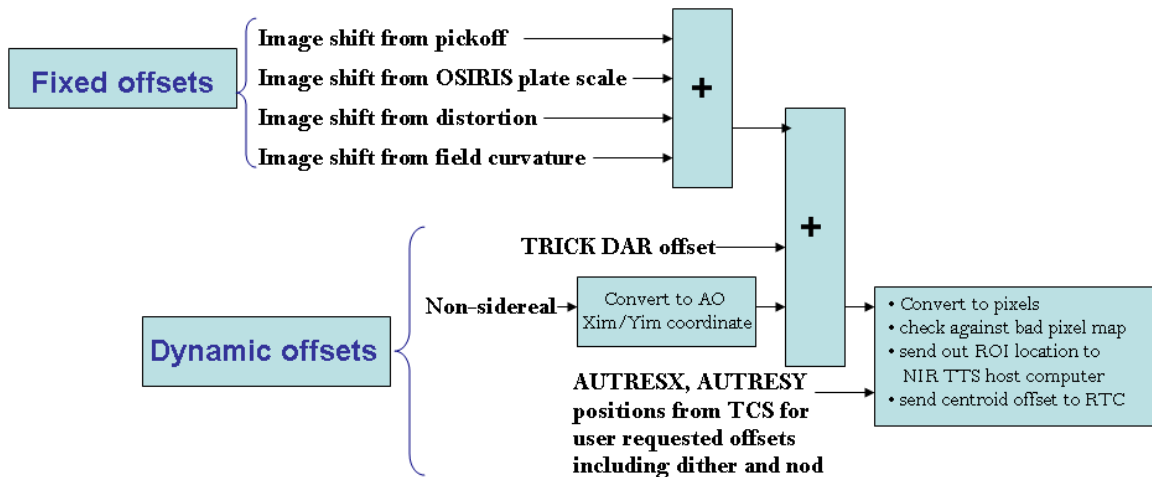 Fixed offsets
Image shift from pickoff
Image shift from OSIRIS plate scale
Image shift from distortion
Image shift from field curvature
+
+
Dynamic offsets
TRICK DAR offset
Non-sidereal
Convert to AO
Xim/Yim coordinate
AUTRESX, AUTRESY
positions from TCS for
user requested offsets
including dither and nod
• Convert to pixels
• check against bad pixel map
• send out ROI location to
NIR TTS host computer
• send centroid offset to RTC